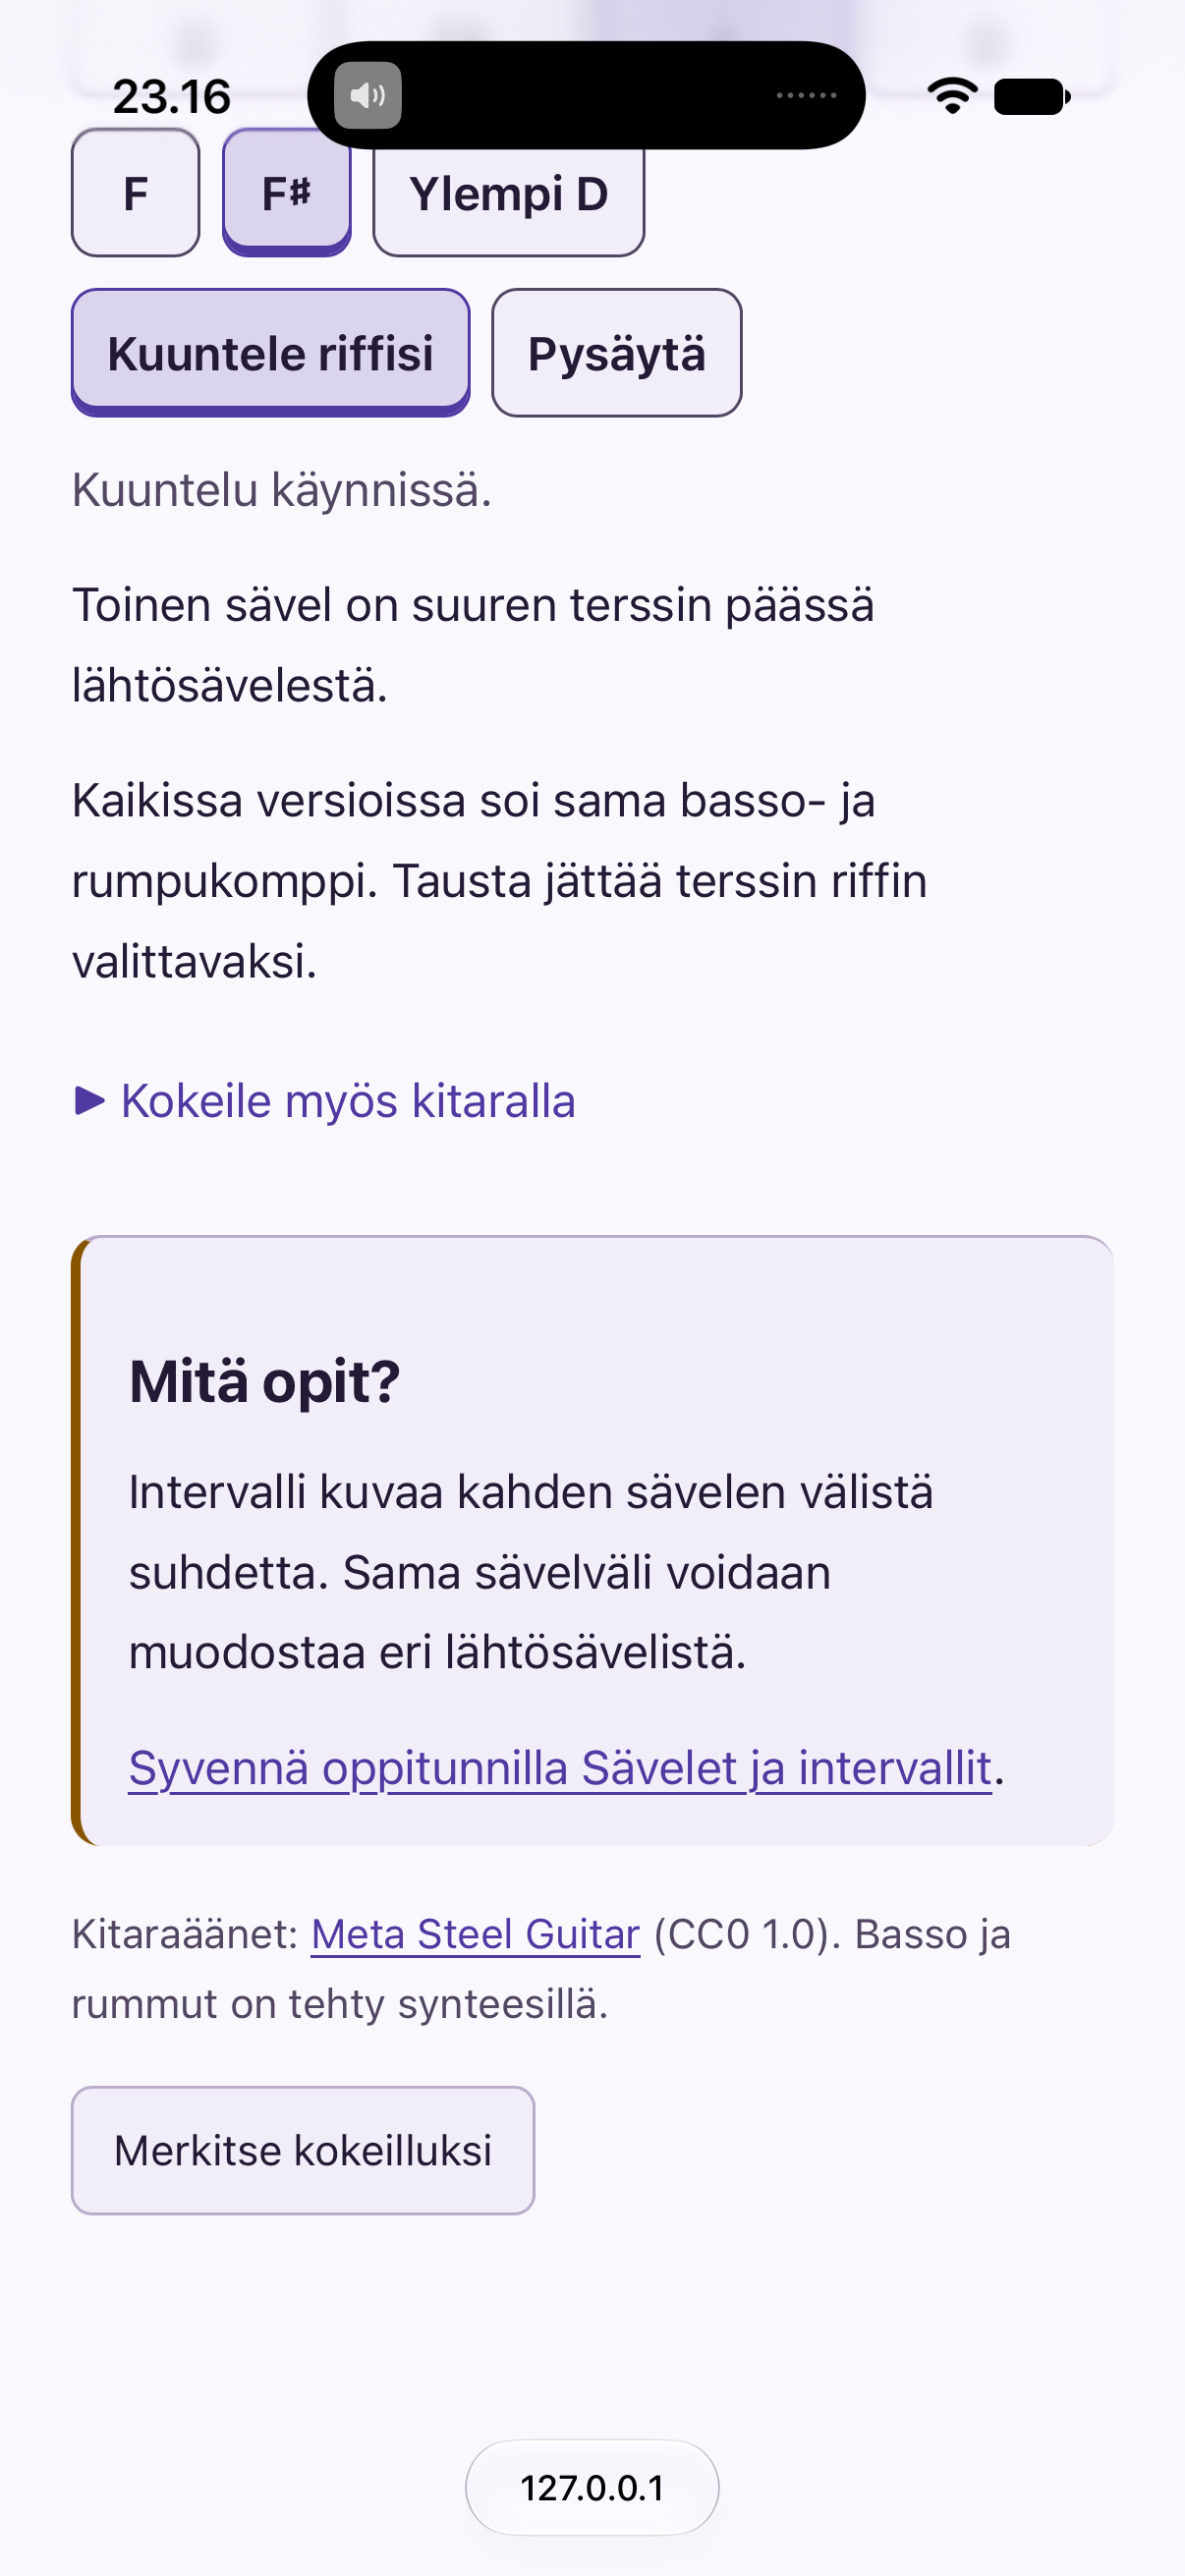 23.16
F F♯ Ylempi D
Kuuntele riffisi Pysäytä
Kuuntelu käynnissä.
Toinen sävel on suuren terssin päässä
lähtösävelestä.
Kaikissa versioissa soi sama basso- ja
rumpukomppi. Tausta jättää terssin riffin
valittavaksi.
Kokeile myös kitaralla
Mitä opit?
Intervalli kuvaa kahden sävelen välistä
suhdetta. Sama sävelväli voidaan
muodostaa eri lähtösävelistä.
Syvennä oppitunnilla Sävelet ja intervallit.
Kitaraäänet: Meta Steel Guitar (CC0 1.0). Basso ja
rummut on tehty synteesillä.
Merkitse kokeilluksi
127.0.0.1